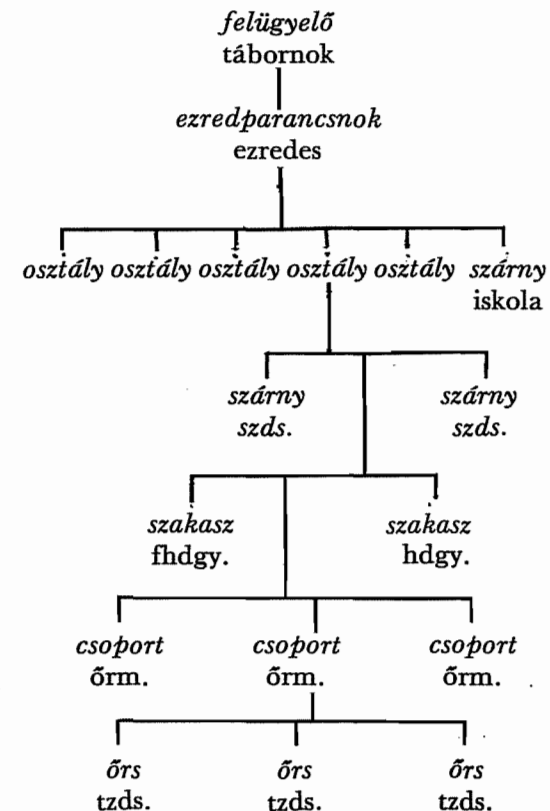 felügyelő
tábornok
ezredparancsnok
ezredes
osztály osztály osztály osztály osztály szárny
iskola
szárny szárny
szds. szds.
szakasz szakasz
fhdgy. hdgy.
csoport csoport csoport
őrm. őrm. őrm.
őrs őrs őrs
tzds. tzds. tzds.